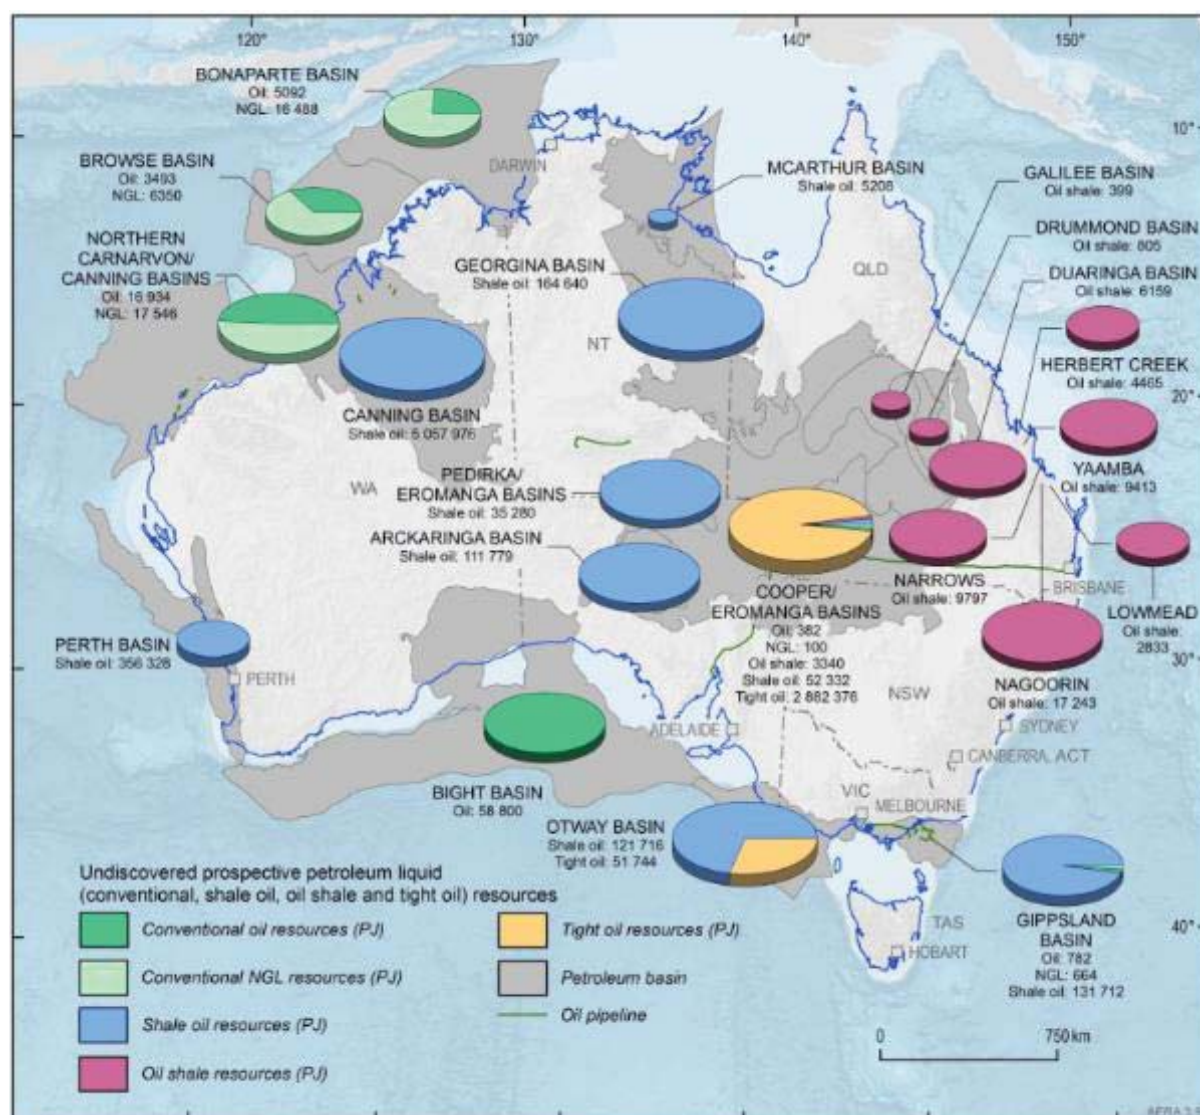 120°
130°
140°
150°
BONAPARTE BASIN
Oil: 5092
NGL: 16 488
10°
BROWSE BASIN
Oil: 3493
NGL: 6350
DARWIN
MCARTHUR BASIN
Shale oil: 5208
GALILEE BASIN
Oil shale: 399
DRUMMOND BASIN
Oil shale: 805
NORTHERN
CARNARVON/
CANNING BASINS
Oil: 16 934
NGL: 17 546
GEORGINA BASIN
Shale oil: 164 640
QLD
DUARINGA BASIN
Oil shale: 6159
NT
HERBERT CREEK
Oil shale: 4465
20°
CANNING BASIN
Shale oil: 5 057 976
YAAMBA
Oil shale: 9413
WA
PEDIRKA/
EROMANGA BASINS
Shale oil: 35 280
ARCKARINGA BASIN
Shale oil: 111 779
COOPER/
EROMANGA BASINS
Oil: 382
NGL: 100
Oil shale: 3340
Shale oil: 52 332
Tight oil: 2 882 376
NARROWS
Oil shale: 9797
BRISBANE
LOWMEAD
Oil shale:
2833
PERTH BASIN
Shale oil: 356 328
PERTH
30°
NAGOORIN
Oil shale: 17 243
NSW
ADELAIDE
SYDNEY
CANBERRA, ACT
BIGHT BASIN
Oil: 58 800
VIC
MELBOURNE
OTWAY BASIN
Shale oil: 121 716
Tight oil: 51 744
GIPPSLAND
BASIN
Oil: 782
NGL: 664
Shale oil: 131 712
TAS
HOBART
40°
Undiscovered prospective petroleum liquid
(conventional, shale oil, oil shale and tight oil) resources
Conventional oil resources (PJ)
Conventional NGL resources (PJ)
Shale oil resources (PJ)
Oil shale resources (PJ)
Tight oil resources (PJ)
Petroleum basin
Oil pipeline
0
750 km